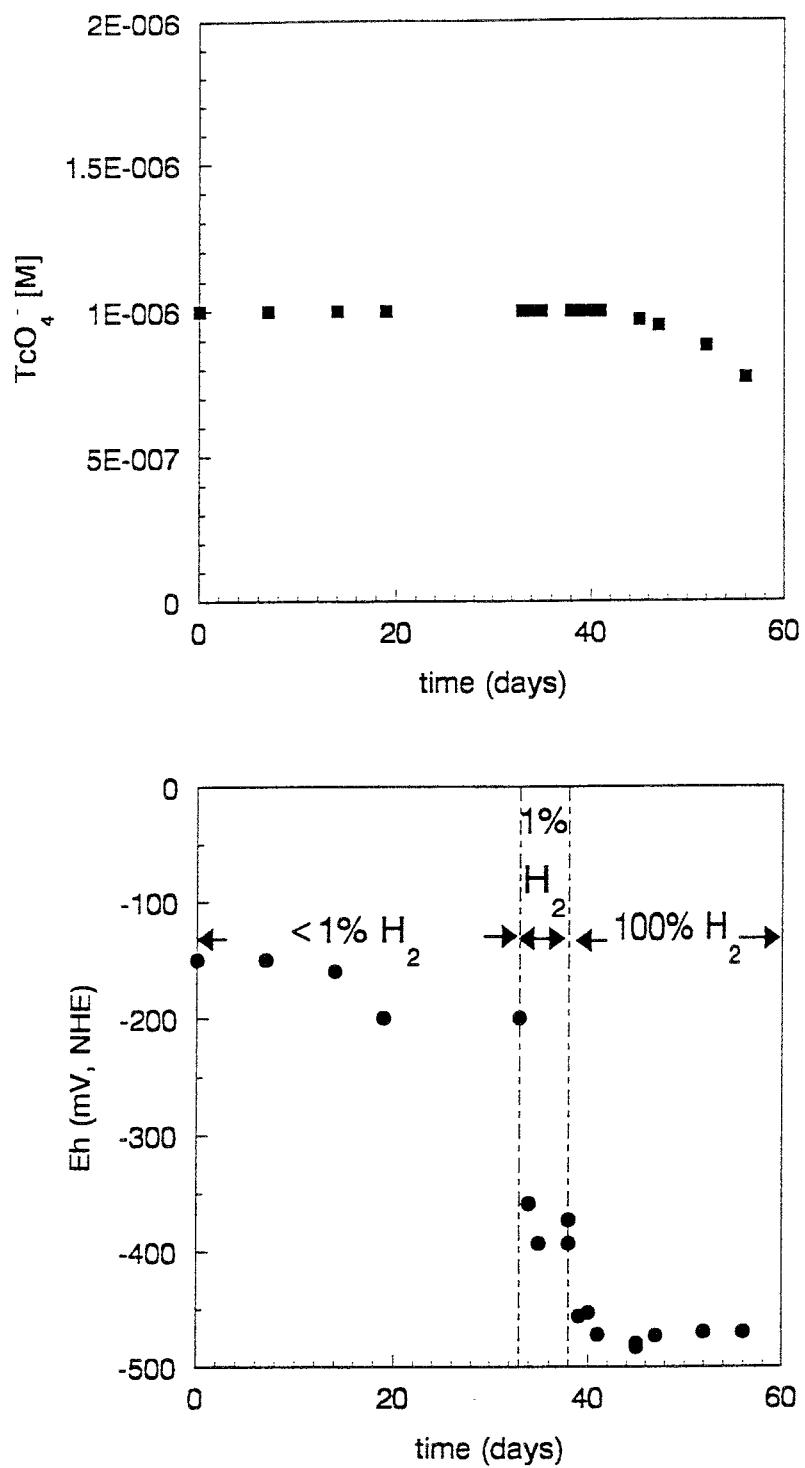 2E-006
1.5E-006
1E-006
5E-007
0
TcO₄⁻ [M]
0 20 40 60
time (days)
0
-100
-200
-300
-400
-500
Eh (mV, NHE)
1%
H₂
<1% H₂
100% H₂
0 20 40 60
time (days)